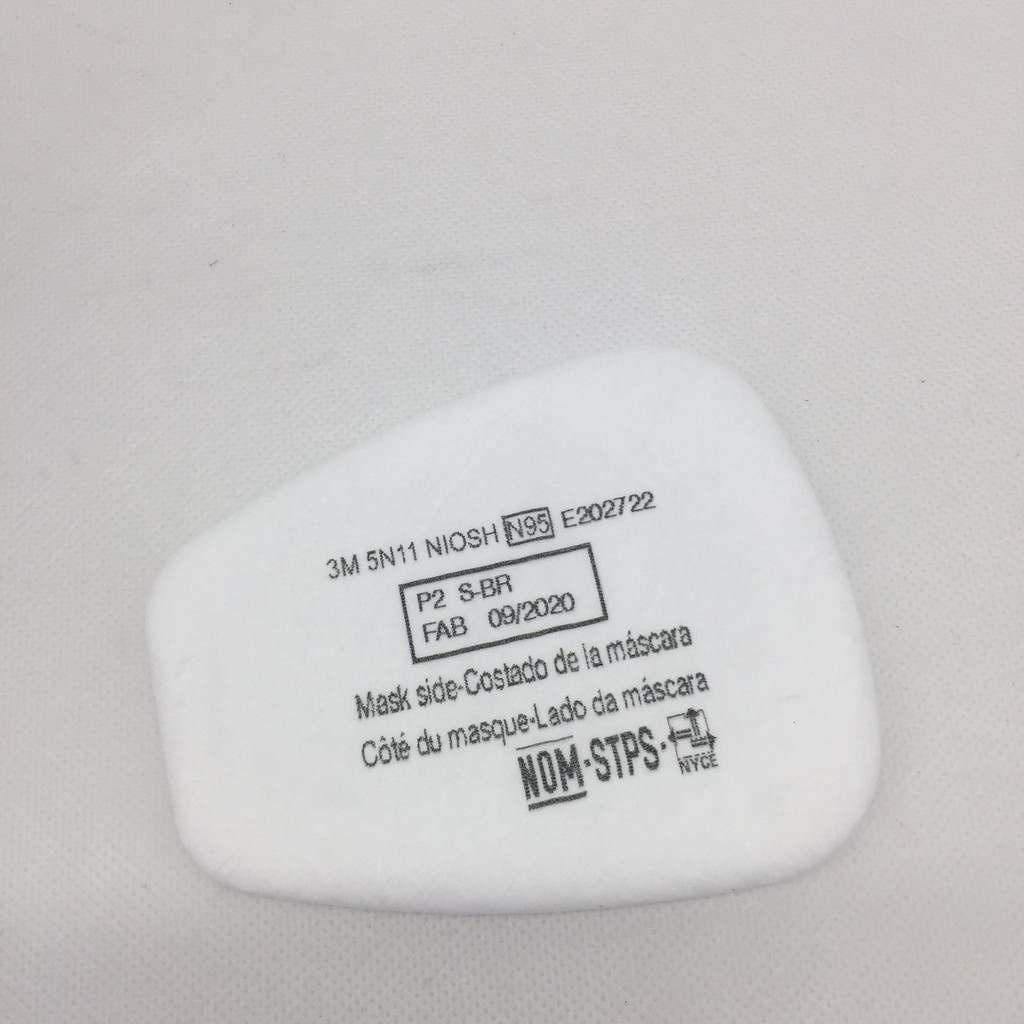 3M 5N11 NIOSH N95 E202722
P2 S-BR
FAB 09/2020
Mask side-Costado de la máscara
Côté du masque-Lado da máscara
NOM-STPS-
NYCE